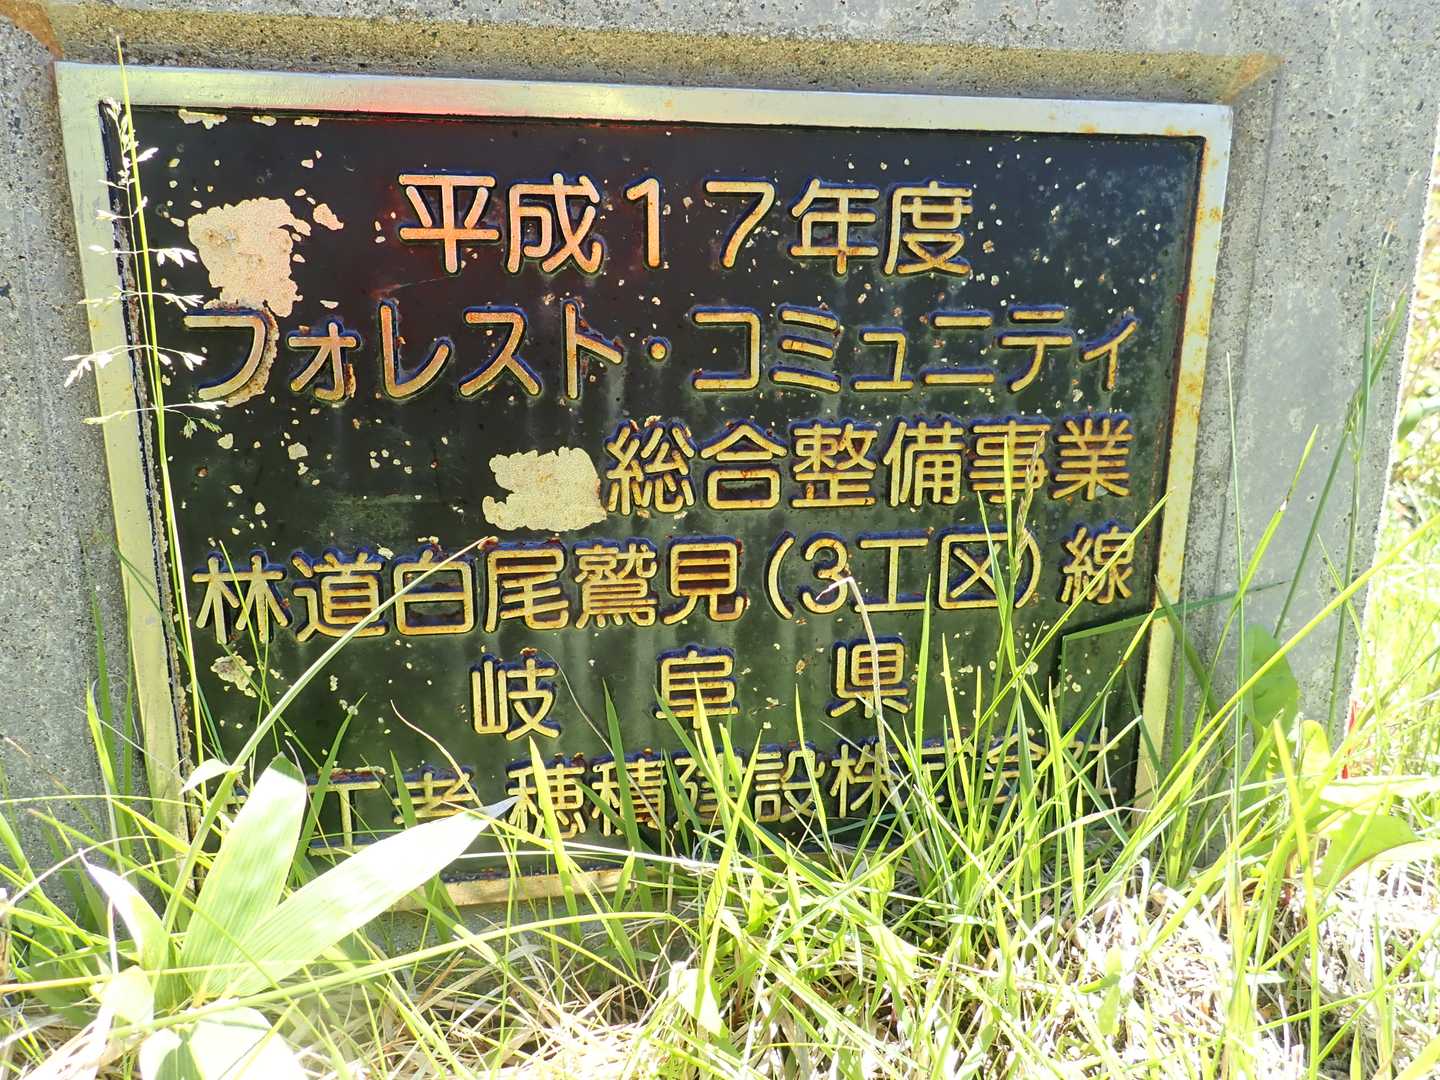 平成17年度
フォレスト・コミュニティ
総合整備事業
林道白尾鷲見(3工区)線
岐阜県
施工者 穂積建設株式会社